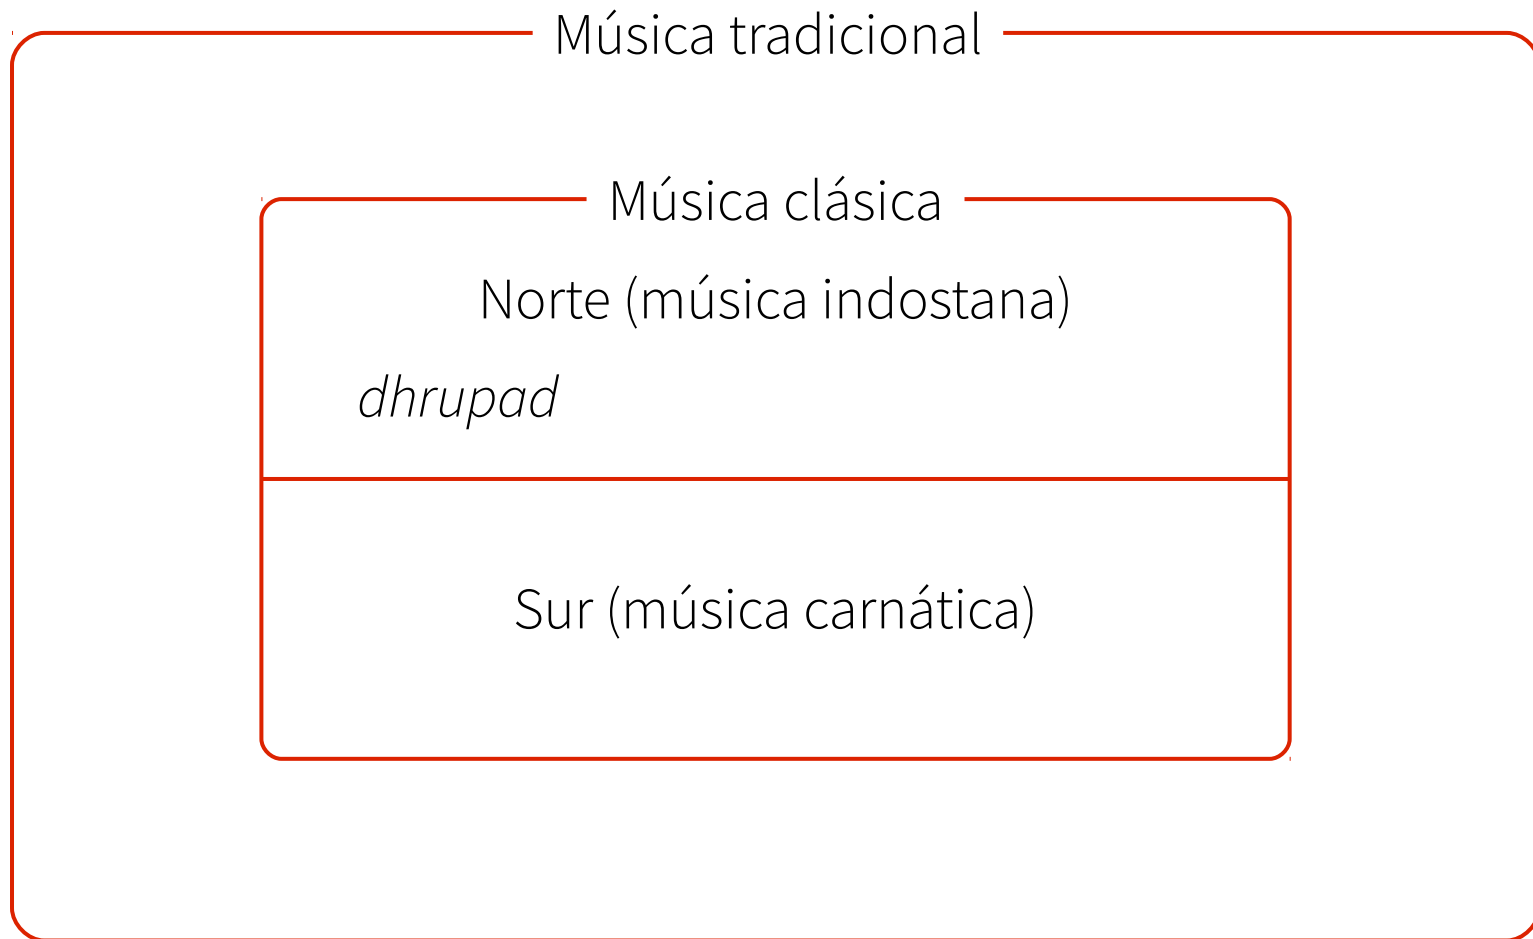 Música tradicional
Música clásica
Norte (música indostana)
dhrupad
Sur (música carnática)